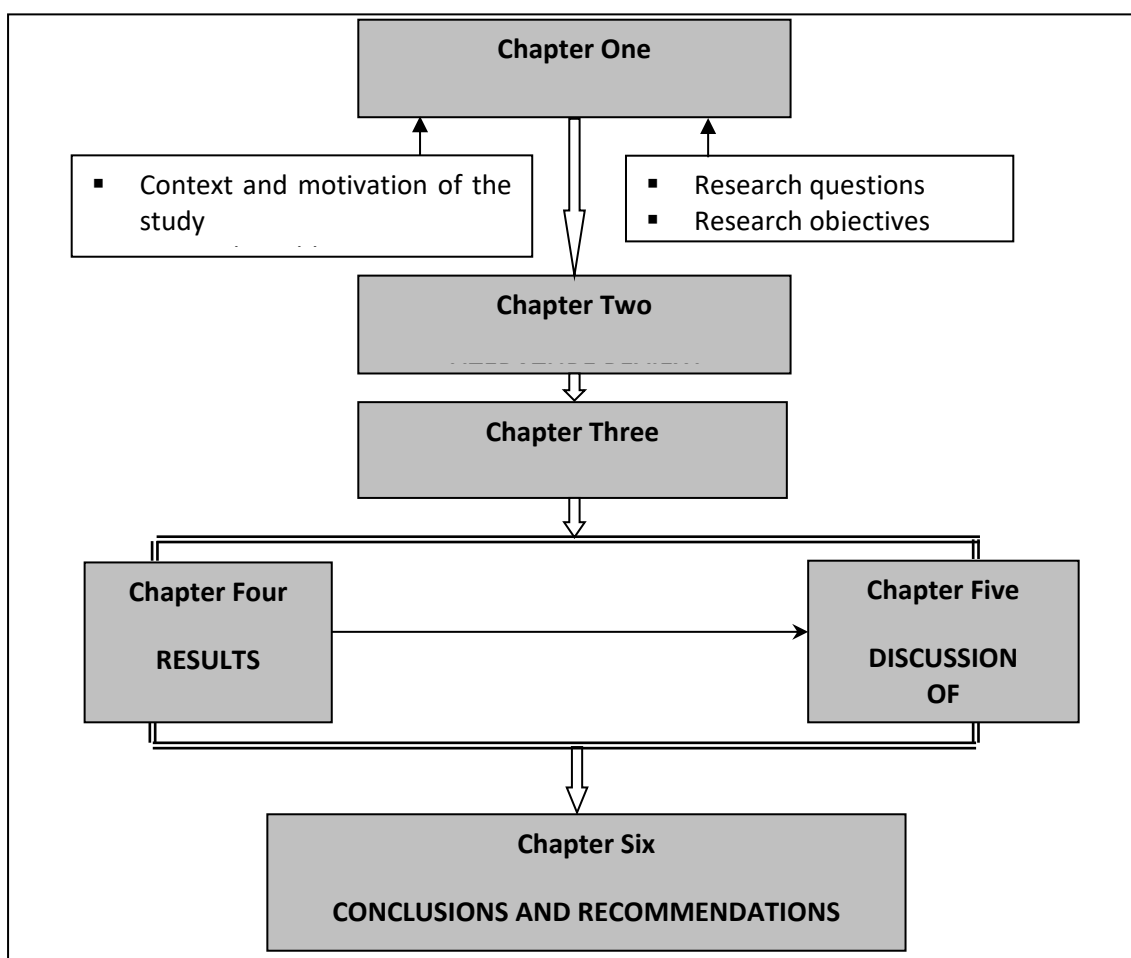 Chapter One
▪ Context and motivation of the
study
▪ Research questions
▪ Research objectives
Chapter Two
Chapter Three
Chapter Four
RESULTS
Chapter Five
DISCUSSION
OF
Chapter Six
CONCLUSIONS AND RECOMMENDATIONS